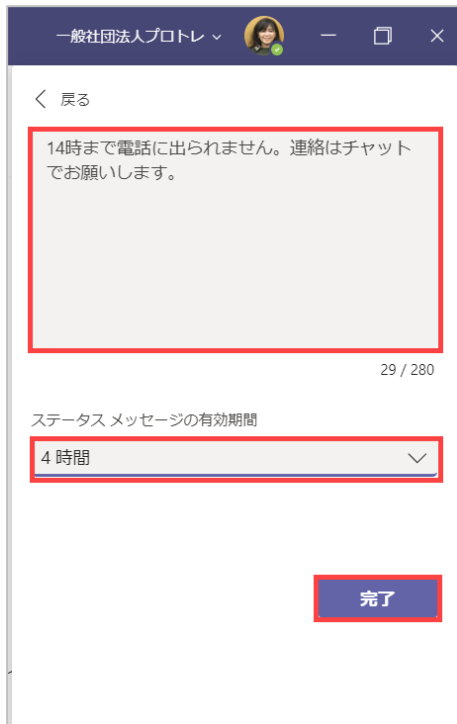 一般社団法人プロトレ
戻る
14時まで電話に出られません。連絡はチャット
でお願いします。
29 / 280
ステータス メッセージの有効期間
4 時間
完了